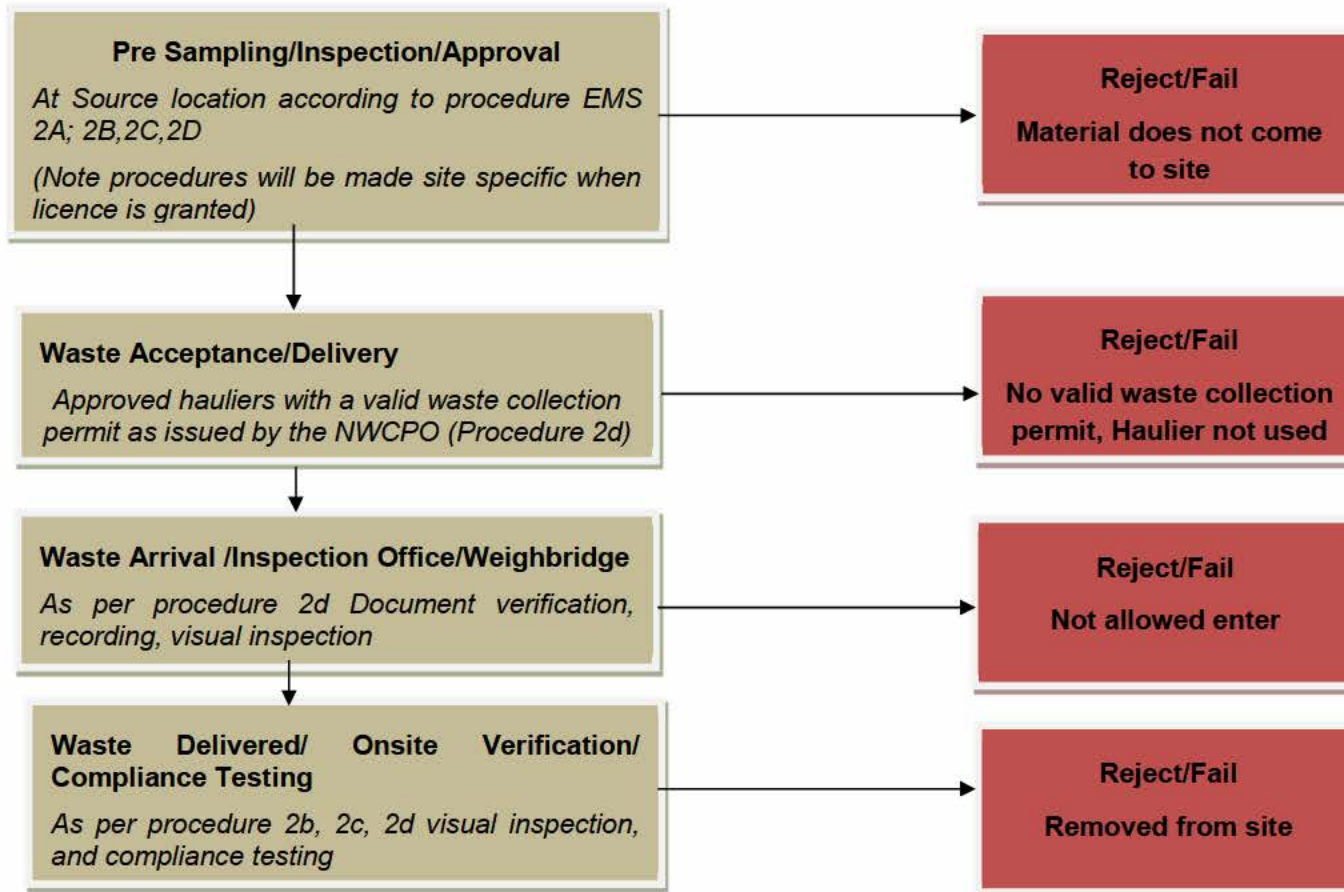 Pre Sampling/Inspection/Approval
At Source location according to procedure EMS
2A; 2B,2C,2D
(Note procedures will be made site specific when
licence is granted)
Reject/Fail
Material does not come
to site
Waste Acceptance/Delivery
Approved hauliers with a valid waste collection
permit as issued by the NWCPO (Procedure 2d)
Reject/Fail
No valid waste collection
permit, Haulier not used
Waste Arrival /Inspection Office/Weighbridge
As per procedure 2d Document verification,
recording, visual inspection
Reject/Fail
Not allowed enter
Waste Delivered/ Onsite Verification/
Compliance Testing
As per procedure 2b, 2c, 2d visual inspection,
and compliance testing
Reject/Fail
Removed from site